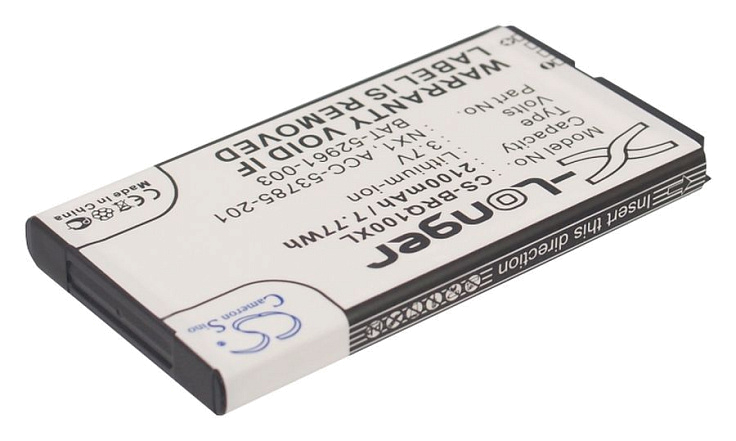 X-Longer
Model No. CS-BRQ100XL
Capacity 2100mAh / 7.77Wh
Type Lithium-Ion
Volts 3.7V
Part No. NX1, ACC-53785-201
BAT-52961-003
WARRANTY VOID IF
LABEL IS REMOVED
Made in China
CS
Cameron Sino
Insert this direction